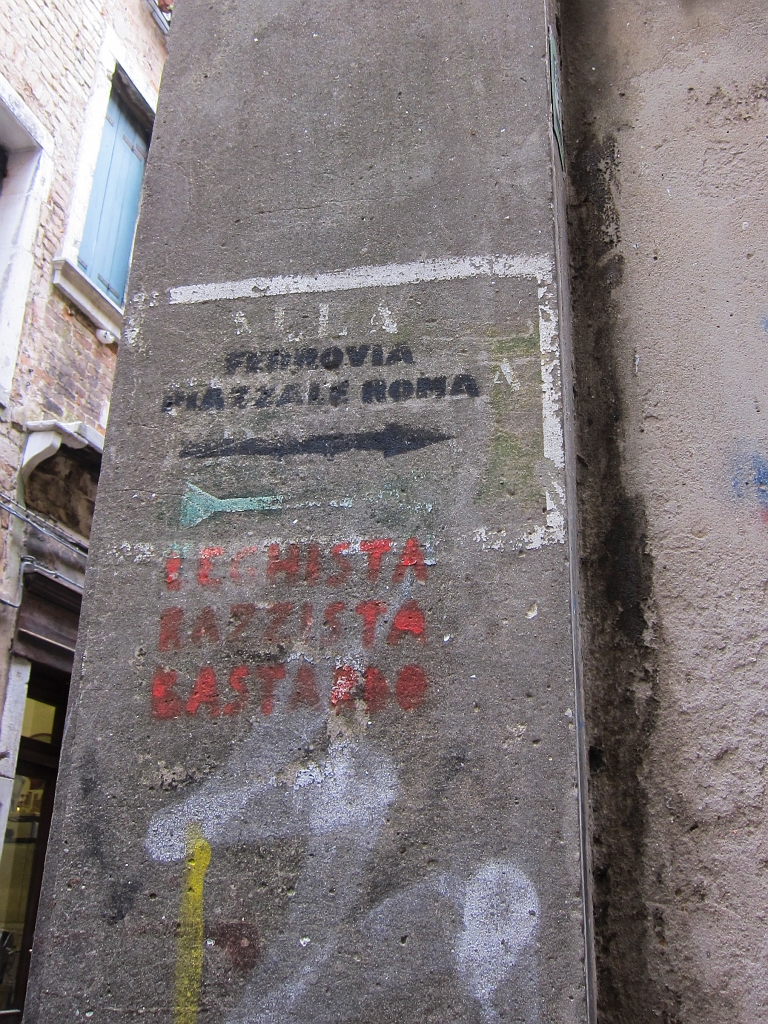 ALLA
FERROVIA
PIAZZALE ROMA
LEGHISTA
RAZZISTA
BASTARDO